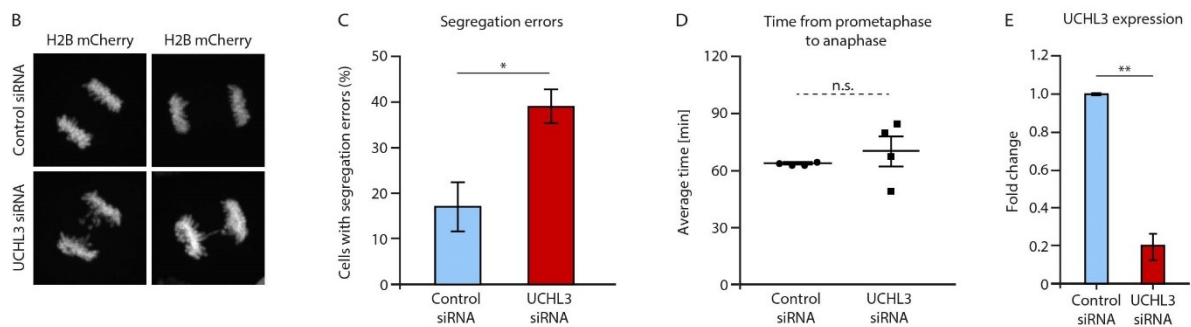 B
H2B mCherry
H2B mCherry
Control siRNA
UCHL3 siRNA
C
Segregation errors
Cells with segregation errors (%)
50
40
30
20
10
0
*
Control
siRNA
UCHL3
siRNA
D
Time from prometaphase
to anaphase
Average time [min]
120
90
60
30
0
n.s.
Control
siRNA
UCHL3
siRNA
E
UCHL3 expression
Fold change
1.2
1.0
0.8
0.6
0.4
0.2
0
**
Control
siRNA
UCHL3
siRNA